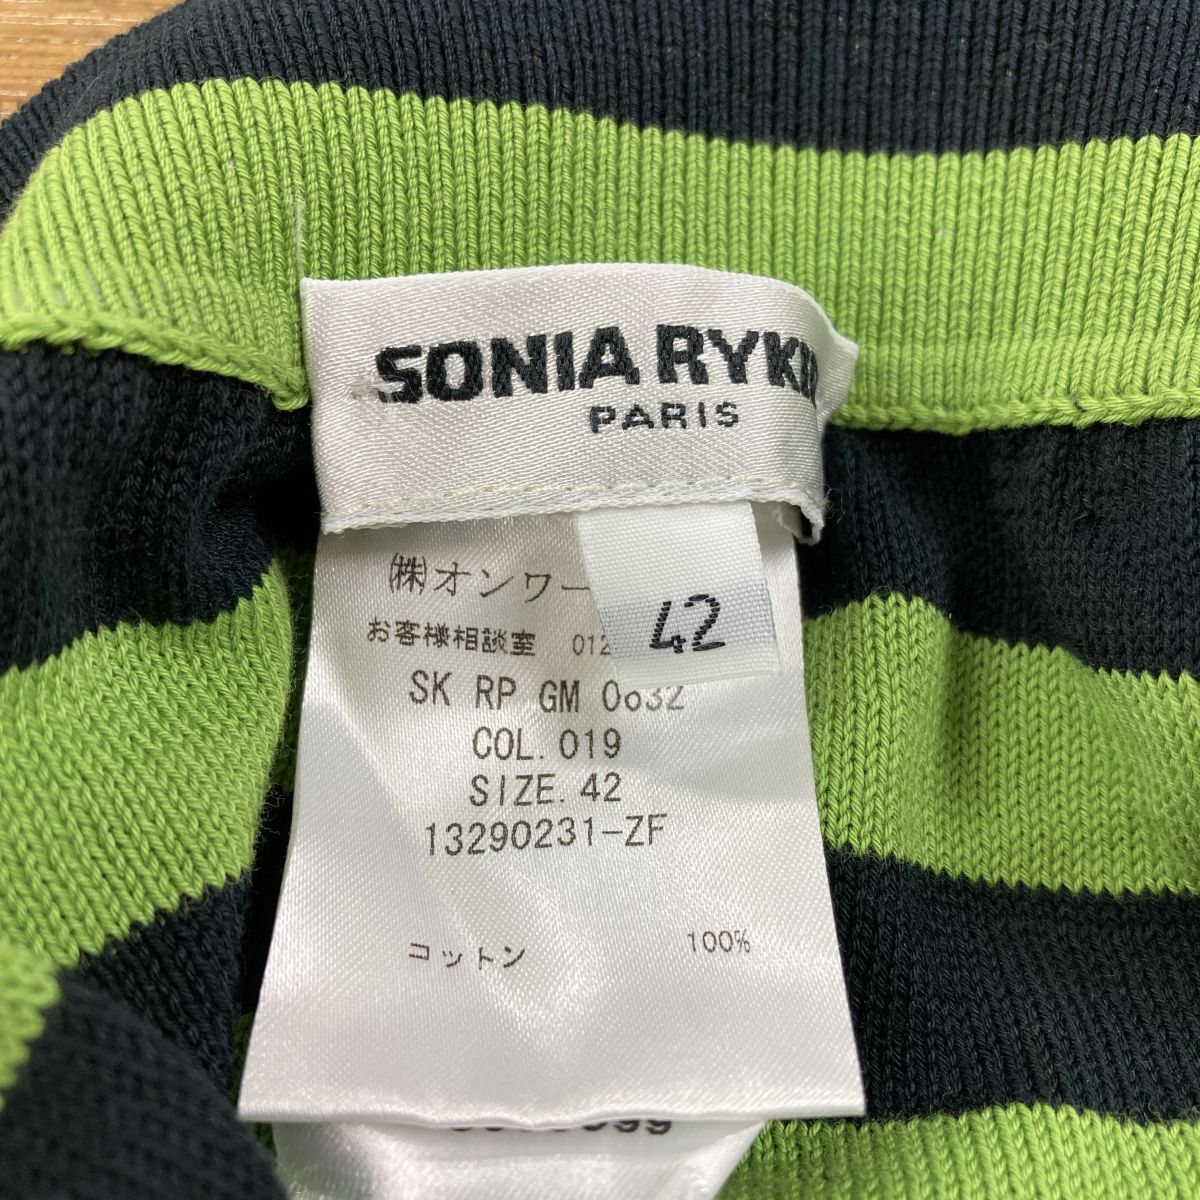 SONIA RYKI
PARIS
42
㈱オンワー
お客様相談室 012
SK RP GM 0632
COL. 019
SIZE. 42
13290231-ZF
コットン 100%